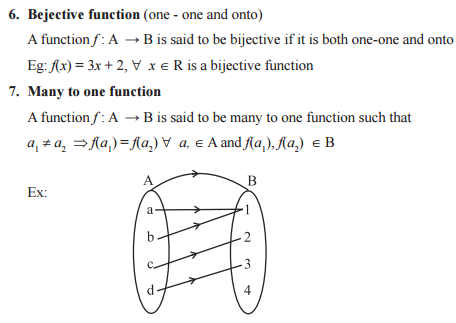 6. Bejective function (one - one and onto)
A function f : A → B is said to be bijective if it is both one-one and onto
Eg: f(x) = 3x + 2, ∀ x ∈ R is a bijective function
7. Many to one function
A function f : A → B is said to be many to one function such that
a₁ ≠ a₂ ⇒ f(a₁) = f(a₂) ∀ a, ∈ A and f(a₁), f(a₂) ∈ B
Ex:
A B
a 1
b 2
c 3
d 4